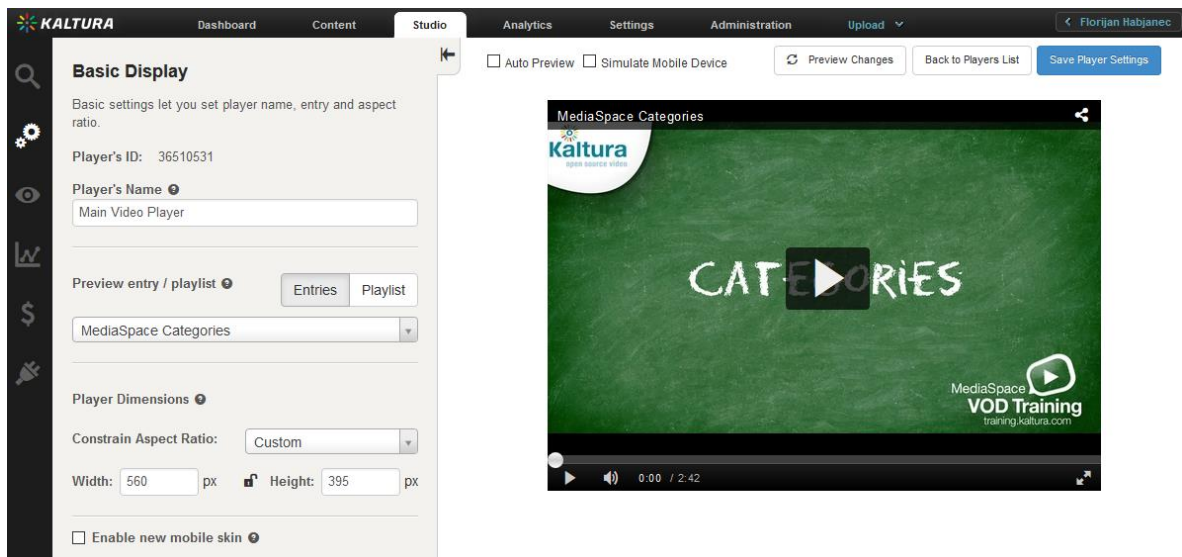 KALTURA
Dashboard
Content
Studio
Analytics
Settings
Administration
Upload
Florijan Habjanec
Basic Display
Basic settings let you set player name, entry and aspect
ratio.
Player's ID: 36510531
Player's Name
Main Video Player
Preview entry / playlist
Entries
Playlist
MediaSpace Categories
Player Dimensions
Constrain Aspect Ratio: Custom
Width: 560 px Height: 395 px
Enable new mobile skin
Auto Preview
Simulate Mobile Device
Preview Changes
Back to Players List
Save Player Settings
MediaSpace Categories
Kaltura
open source video
CATEGORiES
MediaSpace
VOD Training
training.kaltura.com
0:00 / 2:42